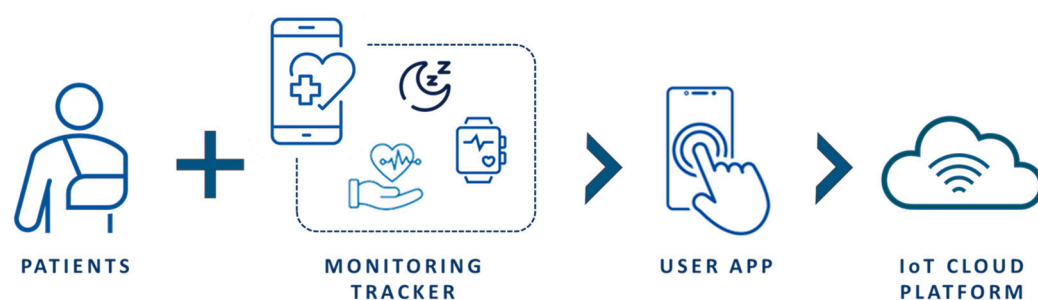 z
z
z
PATIENTS
MONITORING
TRACKER
USER APP
IoT CLOUD
PLATFORM